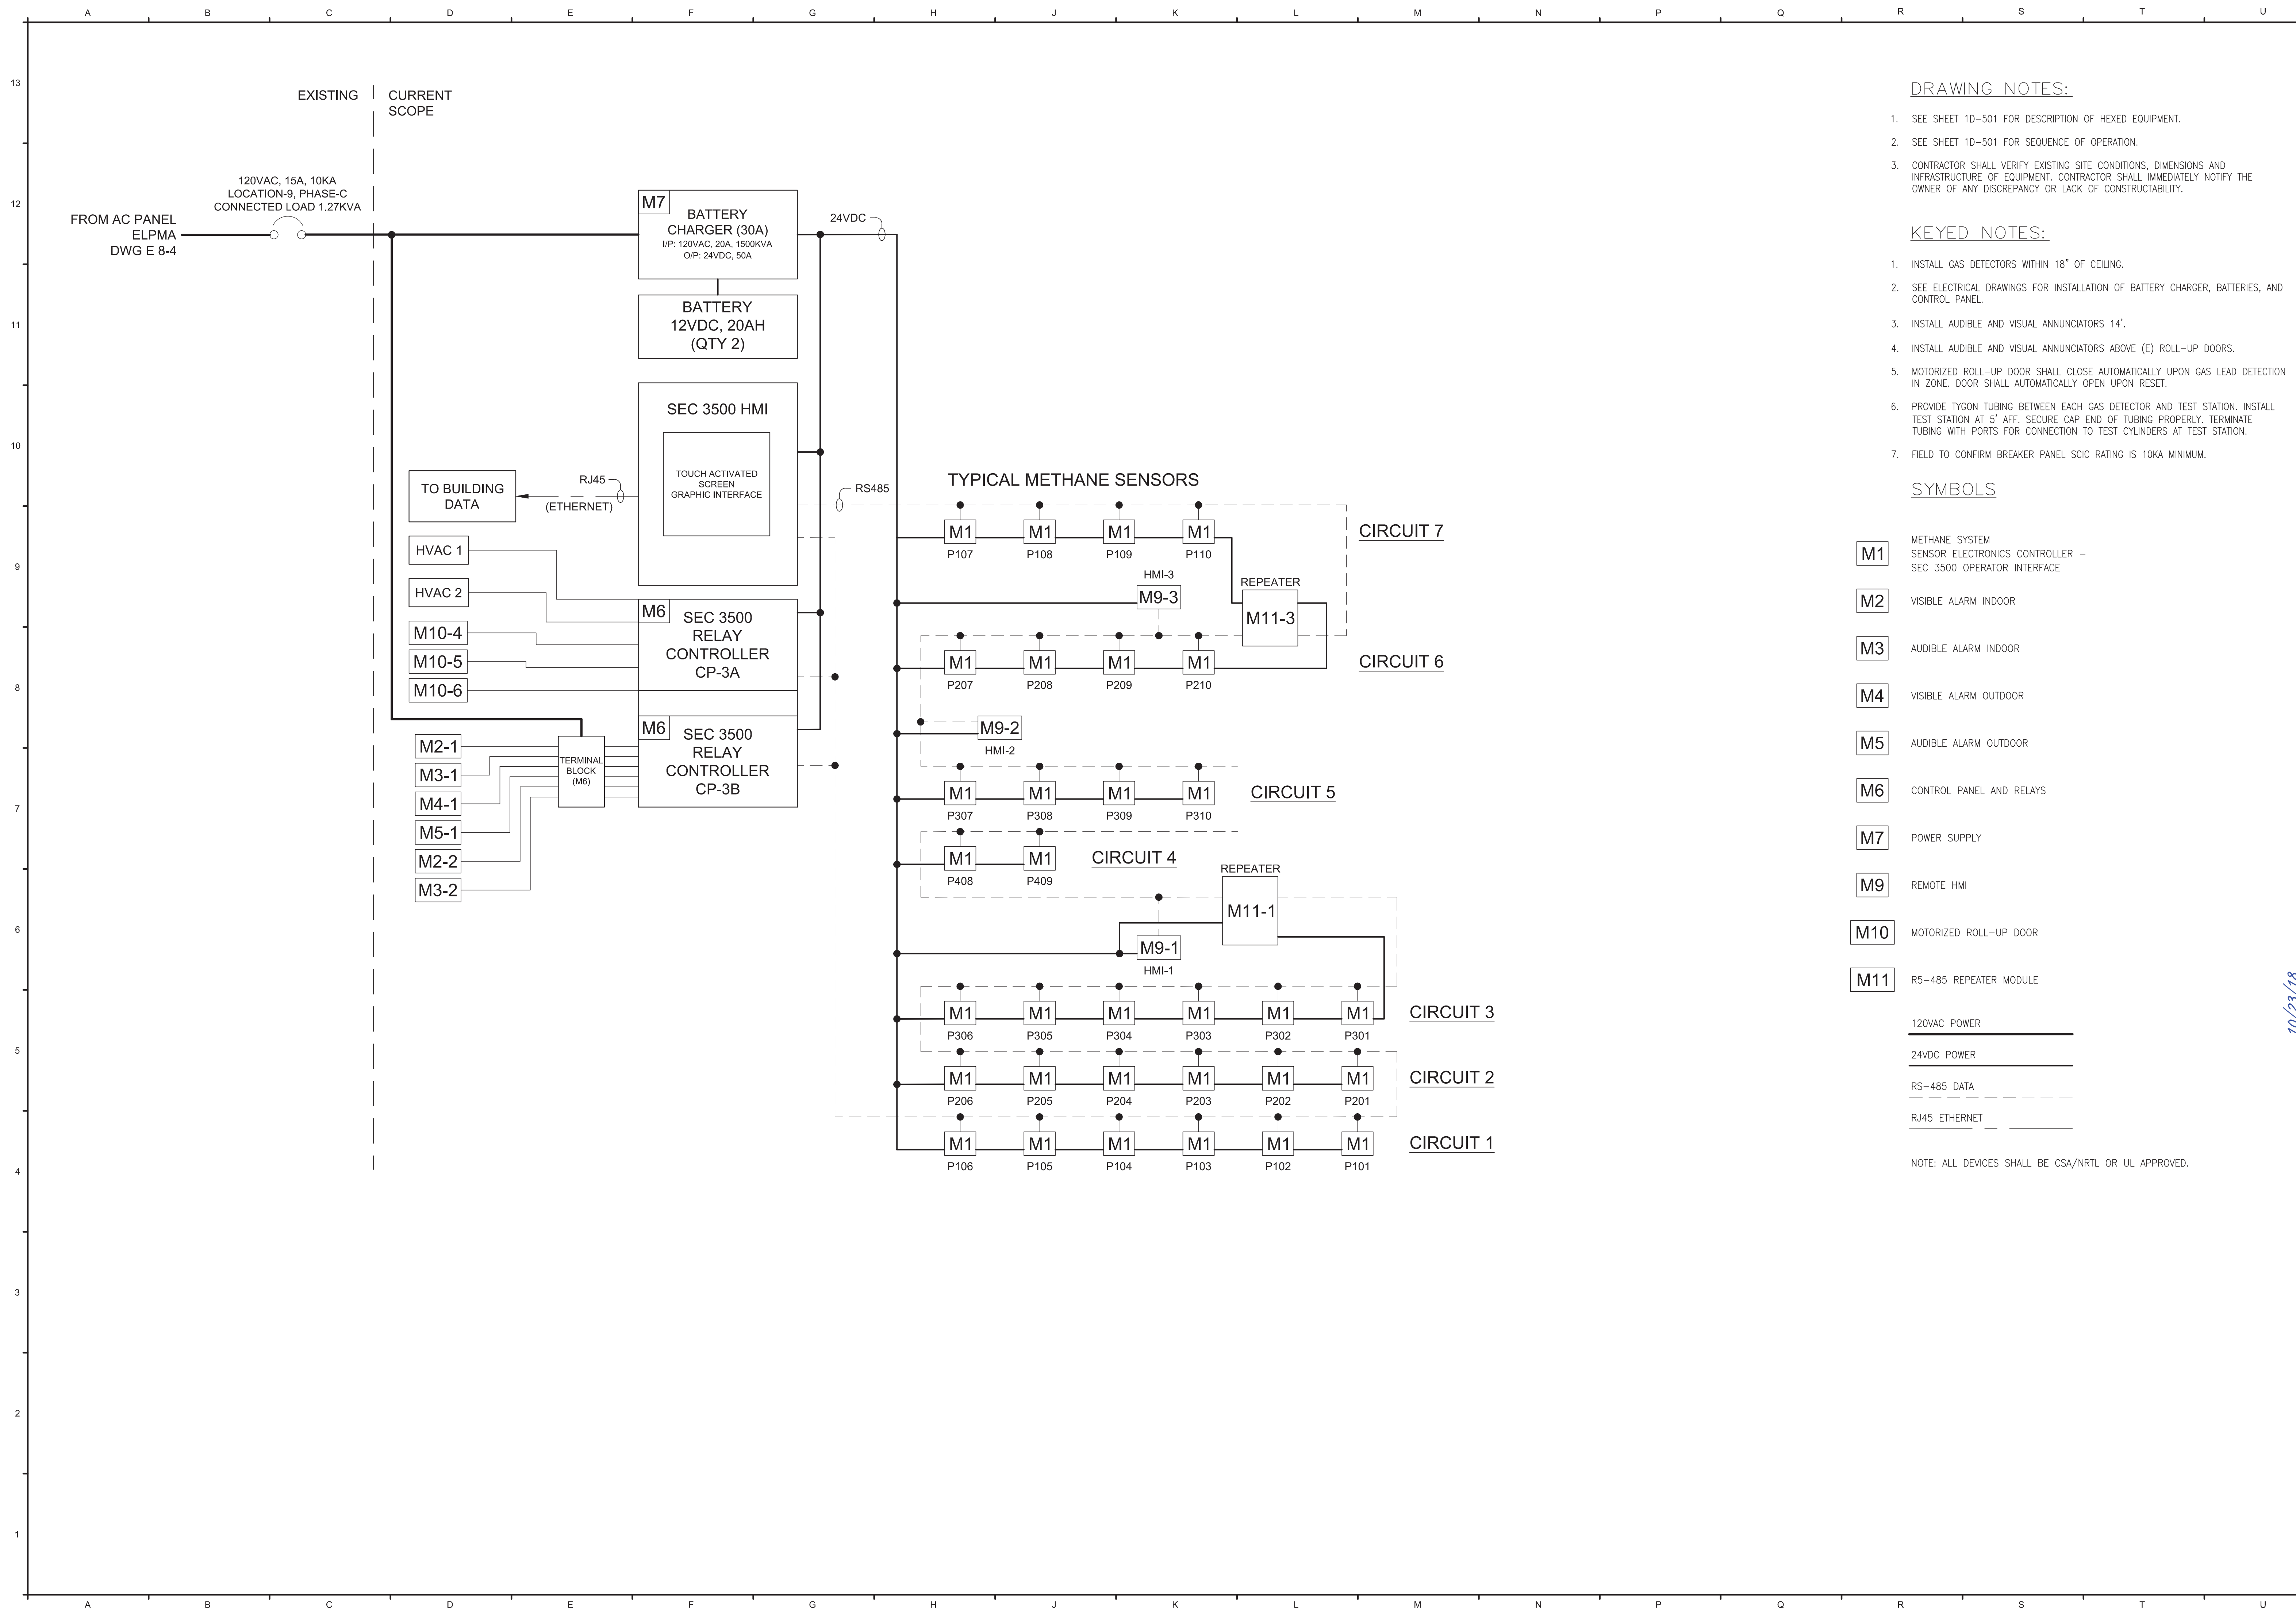 A B C D E F G H J K L M N P Q R S T U
13
12
11
10
9
8
7
6
5
4
3
2
1
EXISTING
CURRENT
SCOPE
120VAC, 15A, 10KA
LOCATION-9, PHASE-C
CONNECTED LOAD 1.27KVA
FROM AC PANEL
ELPMA
DWG E 8-4
M7
BATTERY
CHARGER (30A)
I/P: 120VAC, 20A, 1500KVA
O/P: 24VDC, 50A
24VDC
BATTERY
12VDC, 20AH
(QTY 2)
SEC 3500 HMI
TOUCH ACTIVATED
SCREEN
GRAPHIC INTERFACE
TO BUILDING
DATA
RJ45
(ETHERNET)
RS485
HVAC 1
HVAC 2
M10-4
M10-5
M10-6
M6
SEC 3500
RELAY
CONTROLLER
CP-3A
M6
SEC 3500
RELAY
CONTROLLER
CP-3B
TERMINAL
BLOCK
(M6)
M2-1
M3-1
M4-1
M5-1
M2-2
M3-2
TYPICAL METHANE SENSORS
M1 M1 M1 M1
P107 P108 P109 P110
CIRCUIT 7
HMI-3
M9-3
REPEATER
M11-3
M1 M1 M1 M1
P207 P208 P209 P210
CIRCUIT 6
M9-2
HMI-2
M1 M1 M1 M1
P307 P308 P309 P310
CIRCUIT 5
M1 M1
P408 P409
CIRCUIT 4
REPEATER
M11-1
M9-1
HMI-1
M1 M1 M1 M1 M1 M1
P306 P305 P304 P303 P302 P301
CIRCUIT 3
M1 M1 M1 M1 M1 M1
P206 P205 P204 P203 P202 P201
CIRCUIT 2
M1 M1 M1 M1 M1 M1
P106 P105 P104 P103 P102 P101
CIRCUIT 1
DRAWING NOTES:
1. SEE SHEET 1D-501 FOR DESCRIPTION OF HEXED EQUIPMENT.
2. SEE SHEET 1D-501 FOR SEQUENCE OF OPERATION.
3. CONTRACTOR SHALL VERIFY EXISTING SITE CONDITIONS, DIMENSIONS AND
INFRASTRUCTURE OF EQUIPMENT. CONTRACTOR SHALL IMMEDIATELY NOTIFY THE
OWNER OF ANY DISCREPANCY OR LACK OF CONSTRUCTABILITY.
KEYED NOTES:
1. INSTALL GAS DETECTORS WITHIN 18" OF CEILING.
2. SEE ELECTRICAL DRAWINGS FOR INSTALLATION OF BATTERY CHARGER, BATTERIES, AND
CONTROL PANEL.
3. INSTALL AUDIBLE AND VISUAL ANNUNCIATORS 14'.
4. INSTALL AUDIBLE AND VISUAL ANNUNCIATORS ABOVE (E) ROLL-UP DOORS.
5. MOTORIZED ROLL-UP DOOR SHALL CLOSE AUTOMATICALLY UPON GAS LEAD DETECTION
IN ZONE. DOOR SHALL AUTOMATICALLY OPEN UPON RESET.
6. PROVIDE TYGON TUBING BETWEEN EACH GAS DETECTOR AND TEST STATION. INSTALL
TEST STATION AT 5' AFF. SECURE CAP END OF TUBING PROPERLY. TERMINATE
TUBING WITH PORTS FOR CONNECTION TO TEST CYLINDERS AT TEST STATION.
7. FIELD TO CONFIRM BREAKER PANEL SCIC RATING IS 10KA MINIMUM.
SYMBOLS
M1
METHANE SYSTEM
SENSOR ELECTRONICS CONTROLLER -
SEC 3500 OPERATOR INTERFACE
M2 VISIBLE ALARM INDOOR
M3 AUDIBLE ALARM INDOOR
M4 VISIBLE ALARM OUTDOOR
M5 AUDIBLE ALARM OUTDOOR
M6 CONTROL PANEL AND RELAYS
M7 POWER SUPPLY
M9 REMOTE HMI
M10 MOTORIZED ROLL-UP DOOR
M11 R5-485 REPEATER MODULE
120VAC POWER
24VDC POWER
RS-485 DATA
RJ45 ETHERNET
NOTE: ALL DEVICES SHALL BE CSA/NRTL OR UL APPROVED.
10/23/18
A B C D E F G H J K L M N P Q R S T U